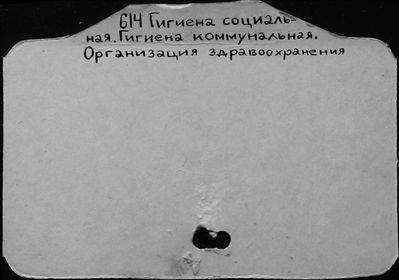 614 Гигиена социаль-
ная. Гигиена коммунальная.
Организация здравоохранения